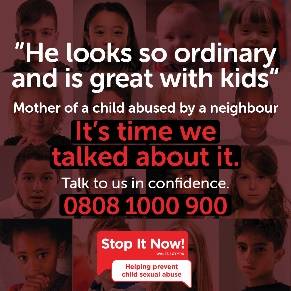 "He looks so ordinary
and is great with kids"
Mother of a child abused by a neighbour
It's time we
talked about it.
Talk to us in confidence.
0808 1000 900
Stop It Now!
Helping prevent
child sexual abuse